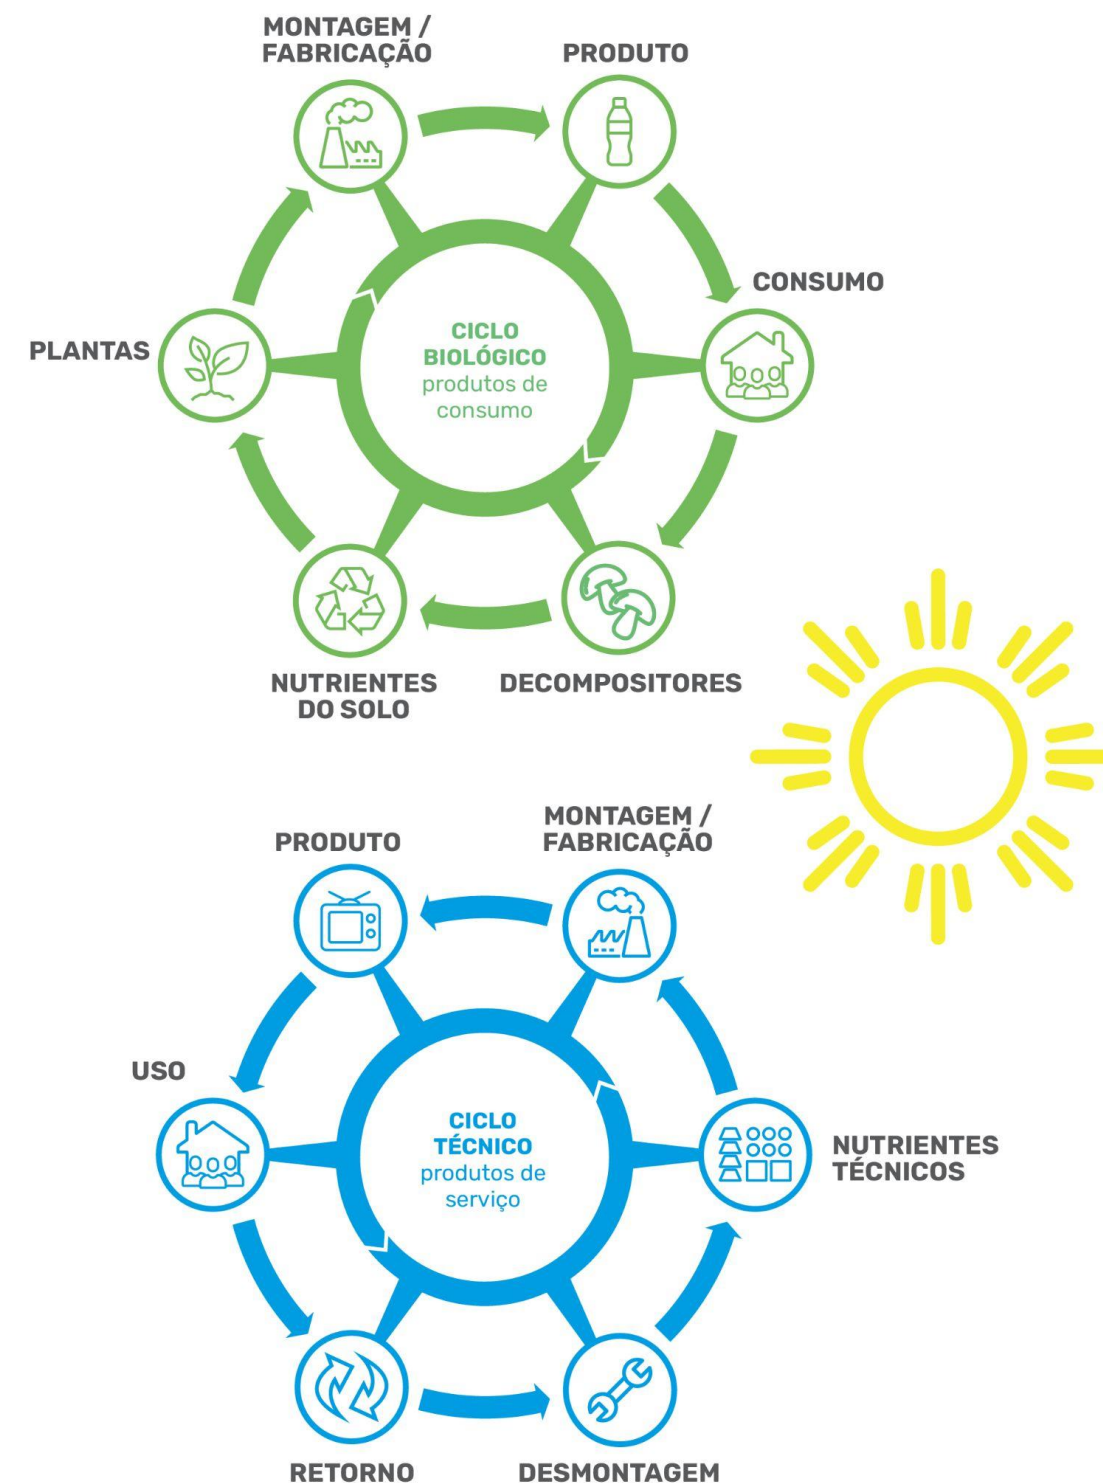 MONTAGEM /
FABRICAÇÃO
PRODUTO
CONSUMO
PLANTAS
CICLO
BIOLÓGICO
produtos de
consumo
NUTRIENTES
DO SOLO
DECOMPOSITORES
MONTAGEM /
FABRICAÇÃO
PRODUTO
USO
CICLO
TÉCNICO
produtos de
serviço
NUTRIENTES
TÉCNICOS
RETORNO
DESMONTAGEM